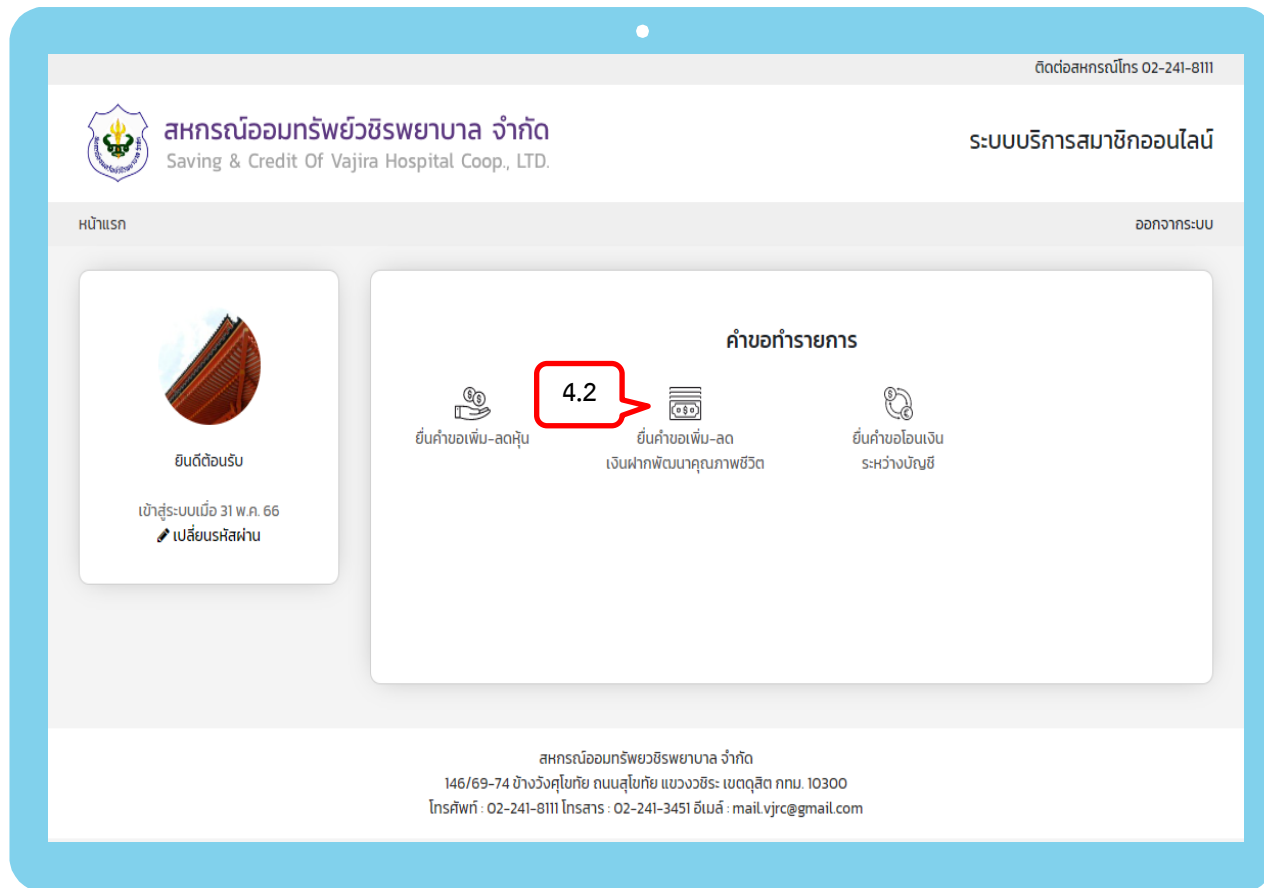 ติดต่อสหกรณ์โทร 02-241-8111
สหกรณ์ออมทรัพย์วชิรพยาบาล จำกัด
Saving & Credit Of Vajira Hospital Coop., LTD.
ระบบบริการสมาชิกออนไลน์
หน้าแรก
ออกจากระบบ
ยินดีต้อนรับ
เข้าสู่ระบบเมื่อ 31 พ.ค. 66
เปลี่ยนรหัสผ่าน
คำขอทำรายการ
4.2
ยื่นคำขอเพิ่ม-ลดหุ้น
ยื่นคำขอเพิ่ม-ลด
เงินฝากพัฒนาคุณภาพชีวิต
ยื่นคำขอโอนเงิน
ระหว่างบัญชี
สหกรณ์ออมทรัพยวชิรพยาบาล จำกัด
146/69-74 ข้างวังศุโขทัย ถนนสุโขทัย แขวงวชิระ เขตดุสิต กทม. 10300
โทรศัพท์ : 02-241-8111 โทรสาร : 02-241-3451 อีเมล์ : mail.vjrc@gmail.com